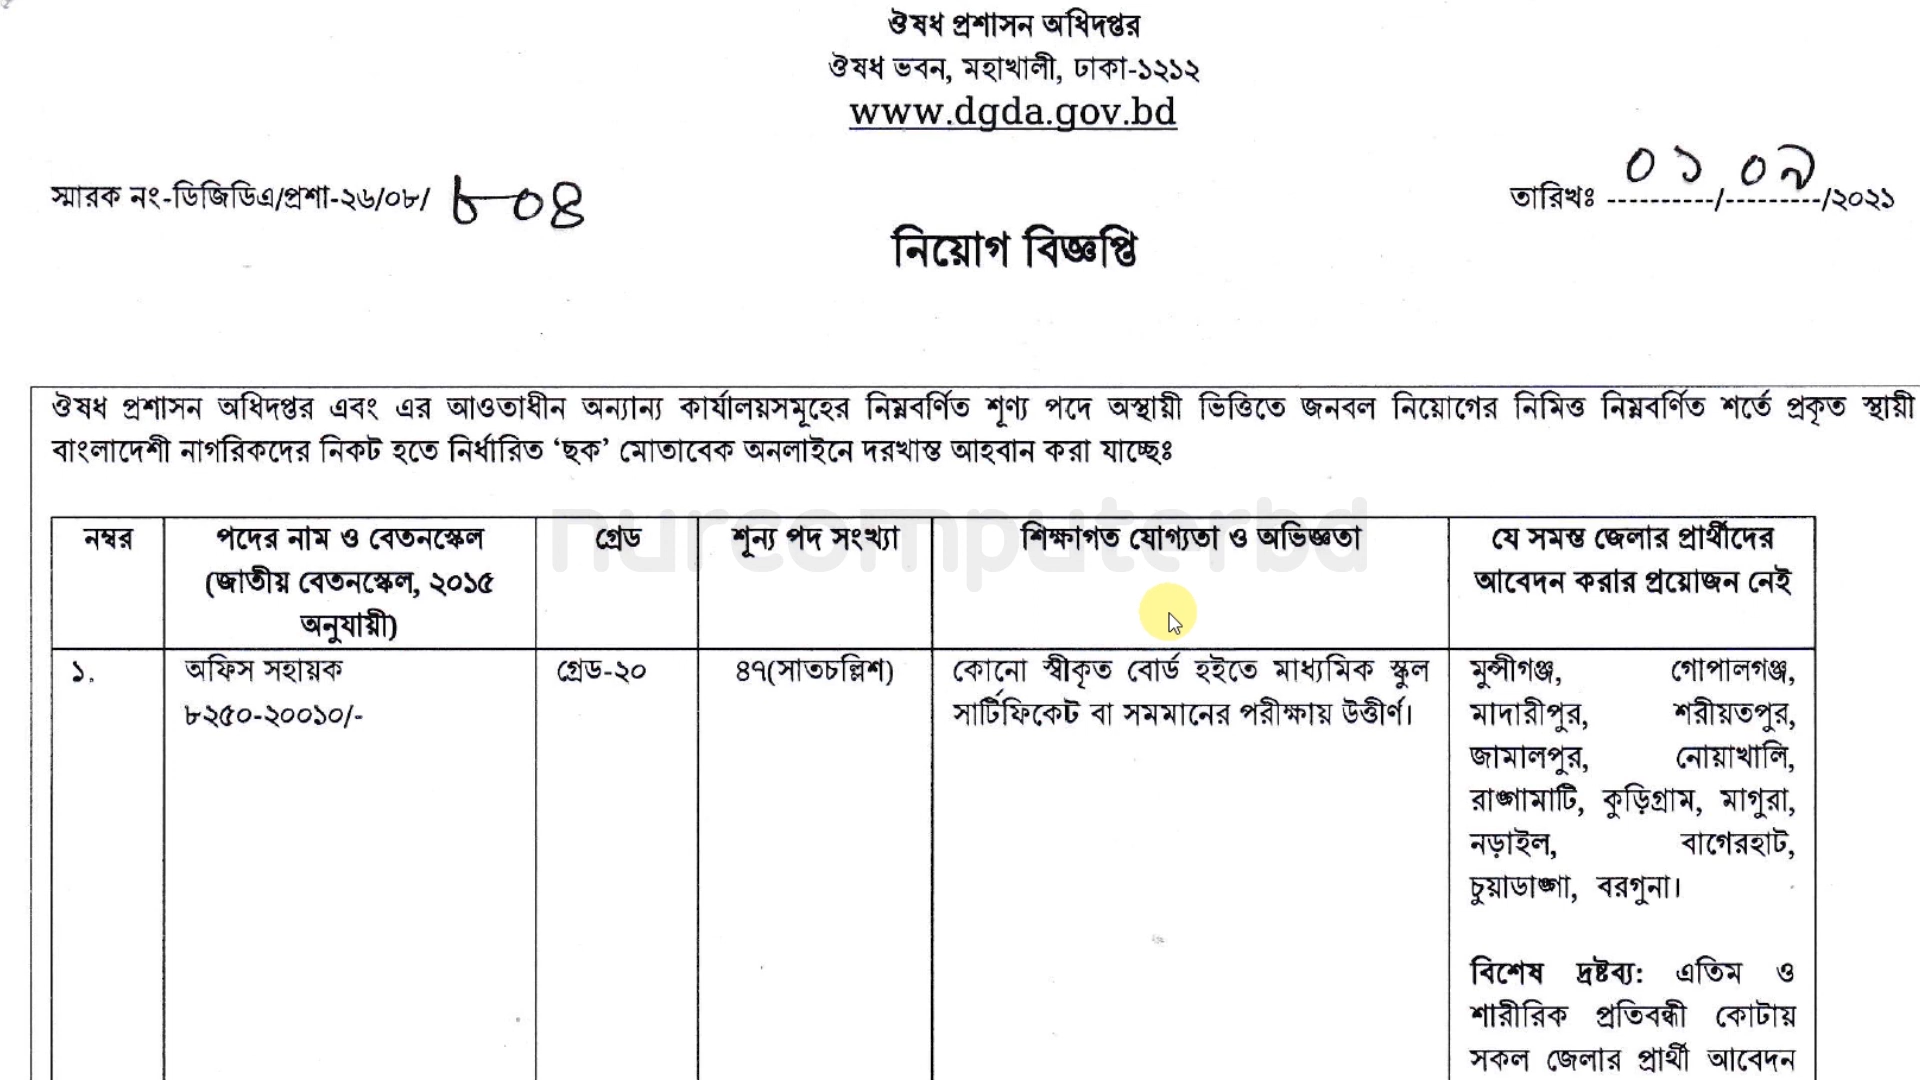 ঔষধ প্রশাসন অধিদপ্তর
ঔষধ ভবন, মহাখালী, ঢাকা-১২১২
www.dgda.gov.bd
স্মারক নং-ডিজিডিএ/প্রশা-২৬/০৮/ ৮০৪
তারিখঃ ০১/০৯/২০২১
নিয়োগ বিজ্ঞপ্তি
ঔষধ প্রশাসন অধিদপ্তর এবং এর আওতাধীন অন্যান্য কার্যালয়সমূহের নিম্নবর্ণিত শূণ্য পদে অস্থায়ী ভিত্তিতে জনবল নিয়োগের নিমিত্ত নিম্নবর্ণিত শর্তে প্রকৃত স্থায়ী
বাংলাদেশী নাগরিকদের নিকট হতে নির্ধারিত ‘ছক’ মোতাবেক অনলাইনে দরখাস্ত আহবান করা যাচ্ছেঃ
nurcomputerbd
নম্বর
পদের নাম ও বেতনস্কেল
(জাতীয় বেতনস্কেল, ২০১৫
অনুযায়ী)
গ্রেড
শূন্য পদ সংখ্যা
শিক্ষাগত যোগ্যতা ও অভিজ্ঞতা
যে সমস্ত জেলার প্রার্থীদের
আবেদন করার প্রয়োজন নেই
১.
অফিস সহায়ক
৮২৫০-২০০১০/-
গ্রেড-২০
৪৭(সাতচল্লিশ)
কোনো স্বীকৃত বোর্ড হইতে মাধ্যমিক স্কুল
সার্টিফিকেট বা সমমানের পরীক্ষায় উত্তীর্ণ।
মুন্সীগঞ্জ, গোপালগঞ্জ,
মাদারীপুর, শরীয়তপুর,
জামালপুর, নোয়াখালি,
রাঙ্গামাটি, কুড়িগ্রাম, মাগুরা,
নড়াইল, বাগেরহাট,
চুয়াডাঙ্গা, বরগুনা।
বিশেষ দ্রষ্টব্য: এতিম ও
শারীরিক প্রতিবন্ধী কোটায়
সকল জেলার প্রার্থী আবেদন